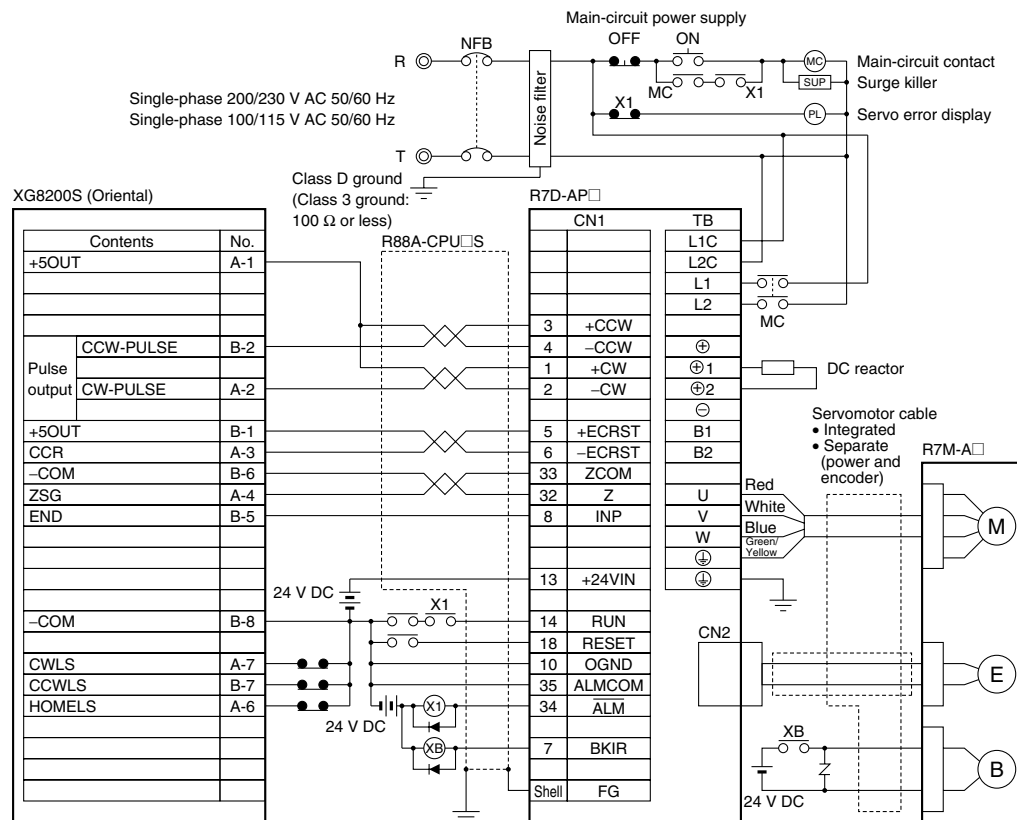 Main-circuit power supply
NFB
OFF
ON
R
MC
Main-circuit contact
SUP
Surge killer
MC
X1
Single-phase 200/230 V AC 50/60 Hz
Single-phase 100/115 V AC 50/60 Hz
Noise filter
X1
PL
Servo error display
T
Class D ground
(Class 3 ground:
100 Ω or less)
XG8200S (Oriental)
R7D-AP□
R88A-CPU□S
Contents No.
+5OUT A-1
CCW-PULSE B-2
Pulse
output
CW-PULSE A-2
+5OUT B-1
CCR A-3
−COM B-6
ZSG A-4
END B-5
−COM B-8
CWLS A-7
CCWLS B-7
HOMELS A-6
24 V DC
X1
24 V DC
X1
XB
CN1
3 +CCW
4 −CCW
1 +CW
2 −CW
5 +ECRST
6 −ECRST
33 ZCOM
32 Z
8 INP
13 +24VIN
14 RUN
18 RESET
10 OGND
35 ALMCOM
34 ALM
7 BKIR
Shell FG
TB
L1C
L2C
L1
L2
MC
⊕
⊕1
⊕2
⊖
B1
B2
U
V
W
DC reactor
Servomotor cable
• Integrated
• Separate
(power and
encoder)
R7M-A□
Red
White
Blue
Green/
Yellow
M
CN2
E
XB
24 V DC
B